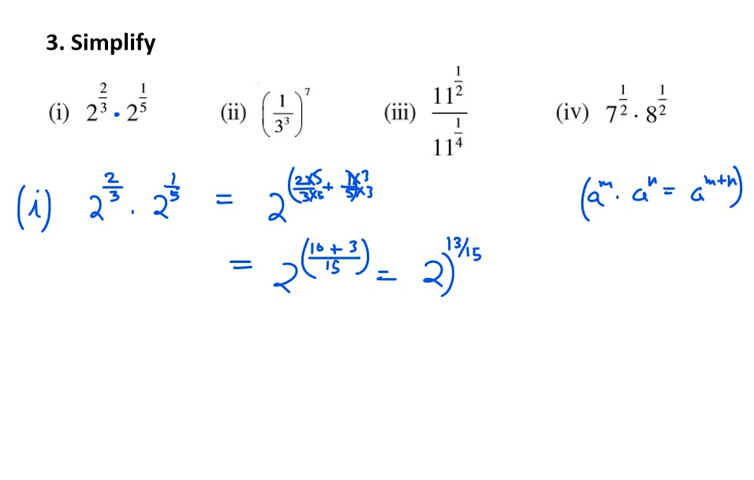 3. Simplify
(i) 2^(2/3) · 2^(1/5) (ii) (1/3³)⁷ (iii) 11^(1/2) / 11^(1/4) (iv) 7^(1/2) · 8^(1/2)
(i) 2^(2/3) · 2^(1/5) = 2^((2×5)/(3×5) + (1×3)/(5×3)) (a^m · a^n = a^(m+n))
= 2^((10 + 3)/15) = 2)^(13/15)